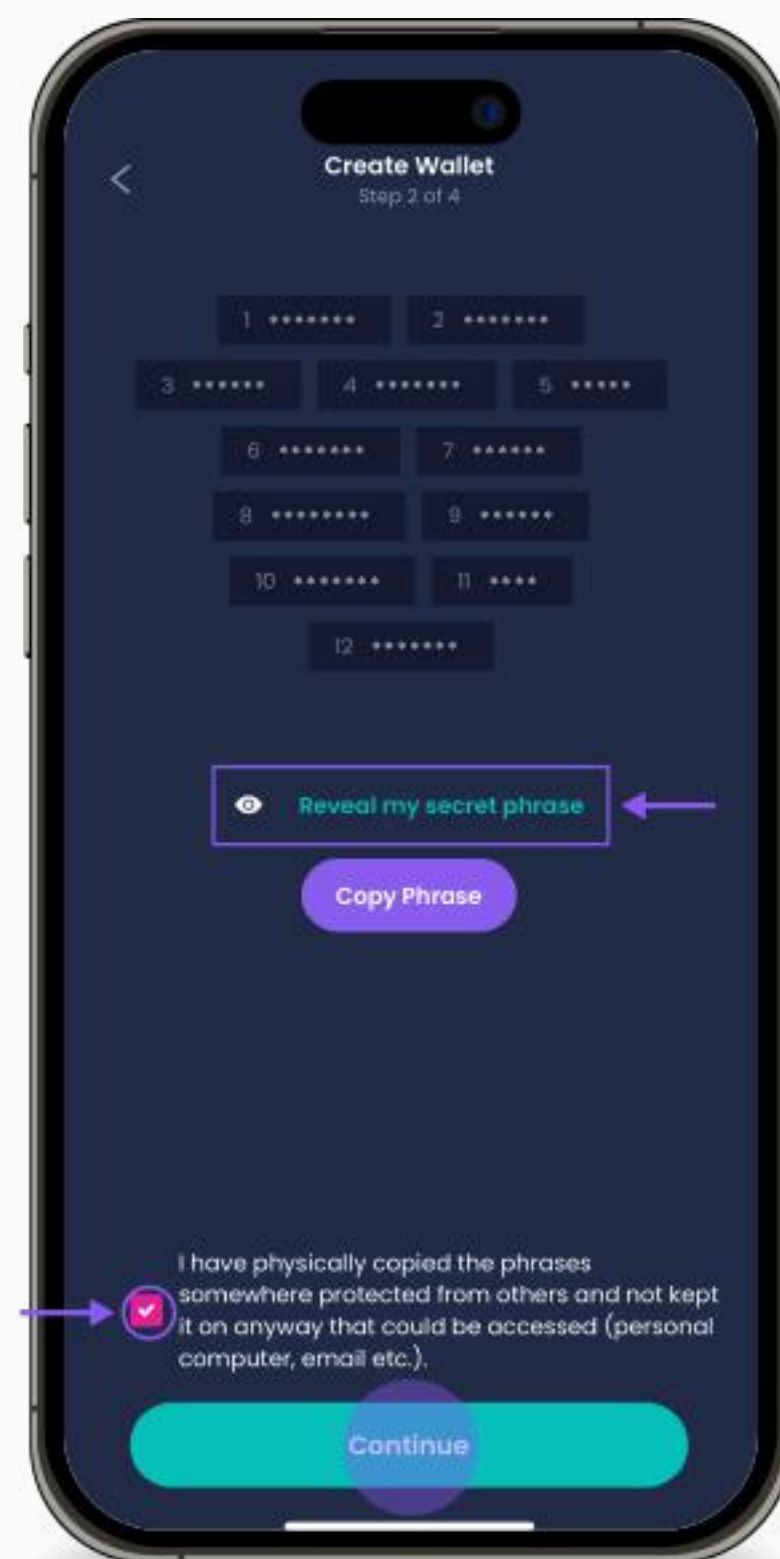 Create Wallet
Step 2 of 4
1 ******* 2 *******
3 ****** 4 ******* 5 *****
6 ******* 7 ******
8 ******** 9 ******
10 ******* 11 ****
12 *******
Reveal my secret phrase
Copy Phrase
I have physically copied the phrases
somewhere protected from others and not kept
it on anyway that could be accessed (personal
computer, email etc.).
Continue